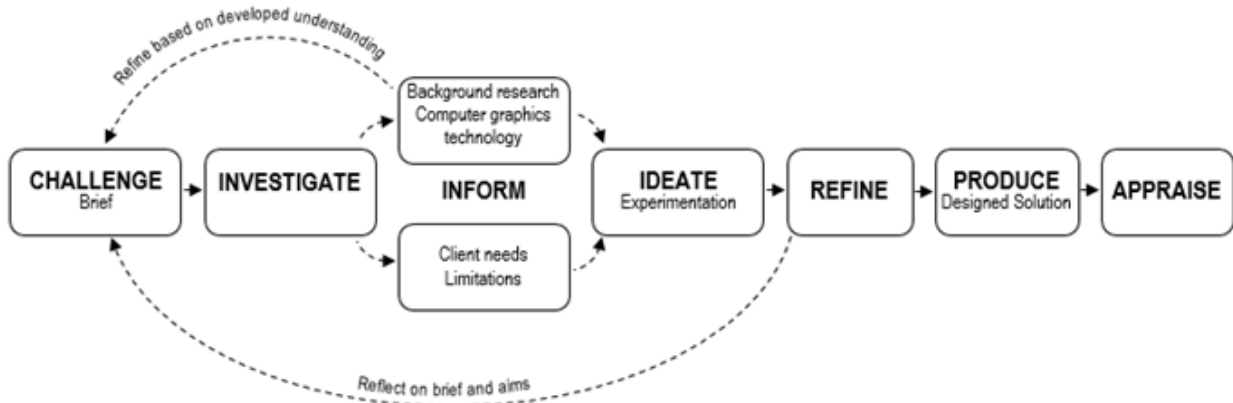 Refine based on developed understanding
Background research
Computer graphics
technology
CHALLENGE
Brief
INVESTIGATE
INFORM
IDEATE
Experimentation
REFINE
PRODUCE
Designed Solution
APPRAISE
Client needs
Limitations
Reflect on brief and aims